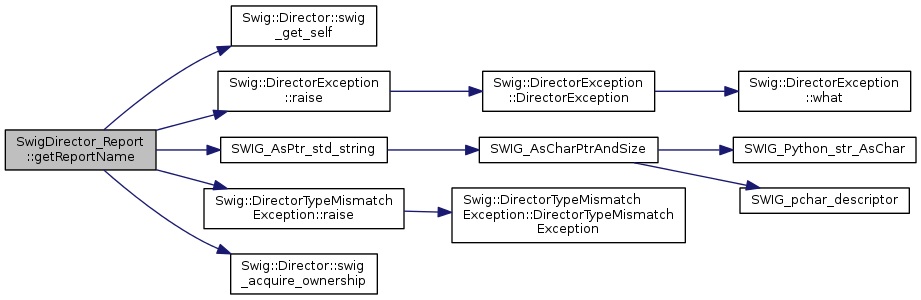 SwigDirector_Report
::getReportName
Swig::Director::swig
_get_self
Swig::DirectorException
::raise
Swig::DirectorException
::DirectorException
Swig::DirectorException
::what
SWIG_AsPtr_std_string
SWIG_AsCharPtrAndSize
SWIG_Python_str_AsChar
SWIG_pchar_descriptor
Swig::DirectorTypeMismatch
Exception::raise
Swig::DirectorTypeMismatch
Exception::DirectorTypeMismatch
Exception
Swig::Director::swig
_acquire_ownership